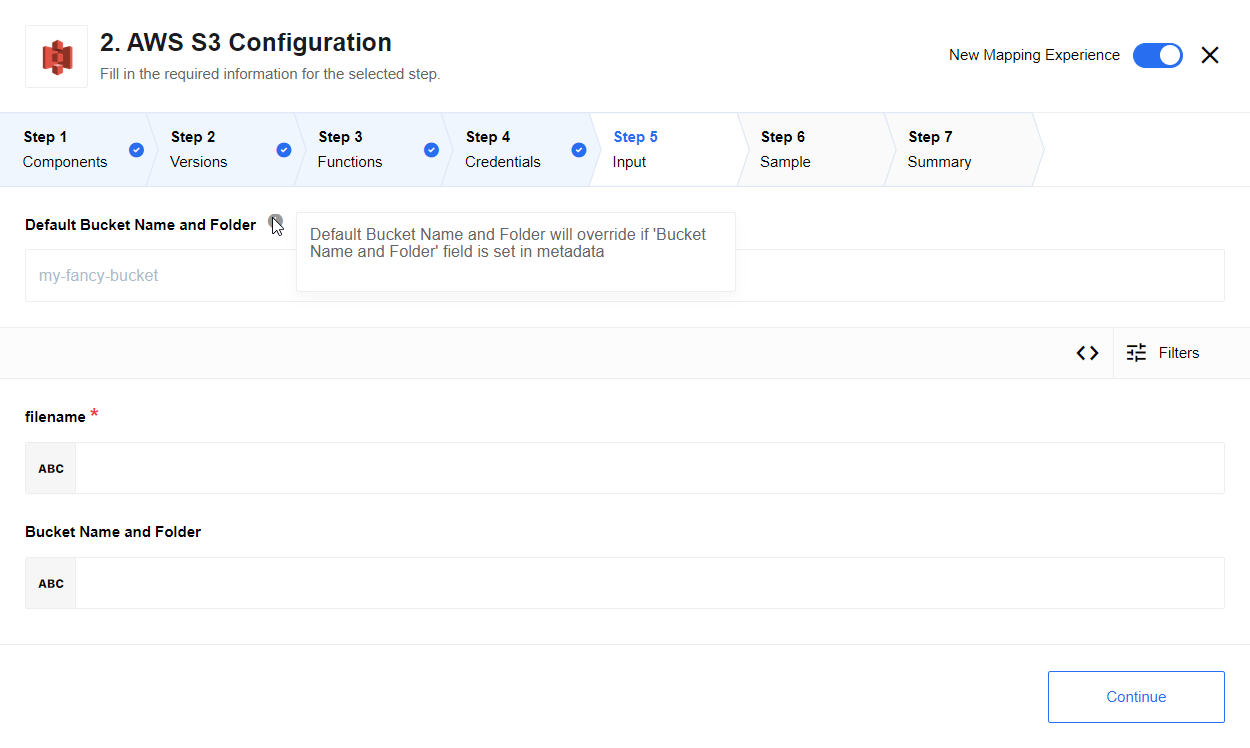 2. AWS S3 Configuration
Fill in the required information for the selected step.
New Mapping Experience
Step 1
Components
Step 2
Versions
Step 3
Functions
Step 4
Credentials
Step 5
Input
Step 6
Sample
Step 7
Summary
Default Bucket Name and Folder
Default Bucket Name and Folder will override if 'Bucket
Name and Folder' field is set in metadata
my-fancy-bucket
Filters
filename *
ABC
Bucket Name and Folder
ABC
Continue